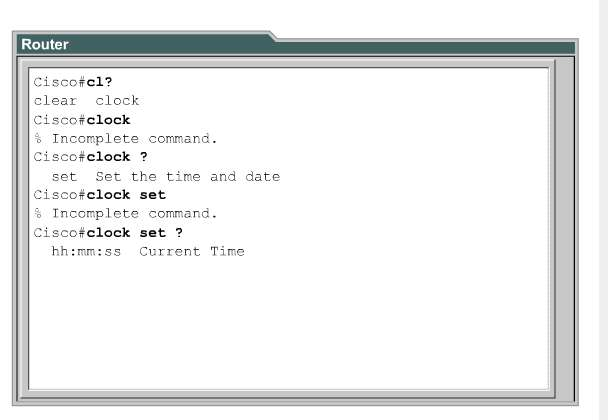 Router
Cisco#cl?
clear  clock
Cisco#clock
% Incomplete command.
Cisco#clock ?
  set  Set the time and date
Cisco#clock set
% Incomplete command.
Cisco#clock set ?
  hh:mm:ss  Current Time